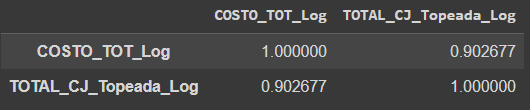 COSTO_TOT_Log TOTAL_CJ_Topeada_Log
COSTO_TOT_Log 1.000000 0.902677
TOTAL_CJ_Topeada_Log 0.902677 1.000000